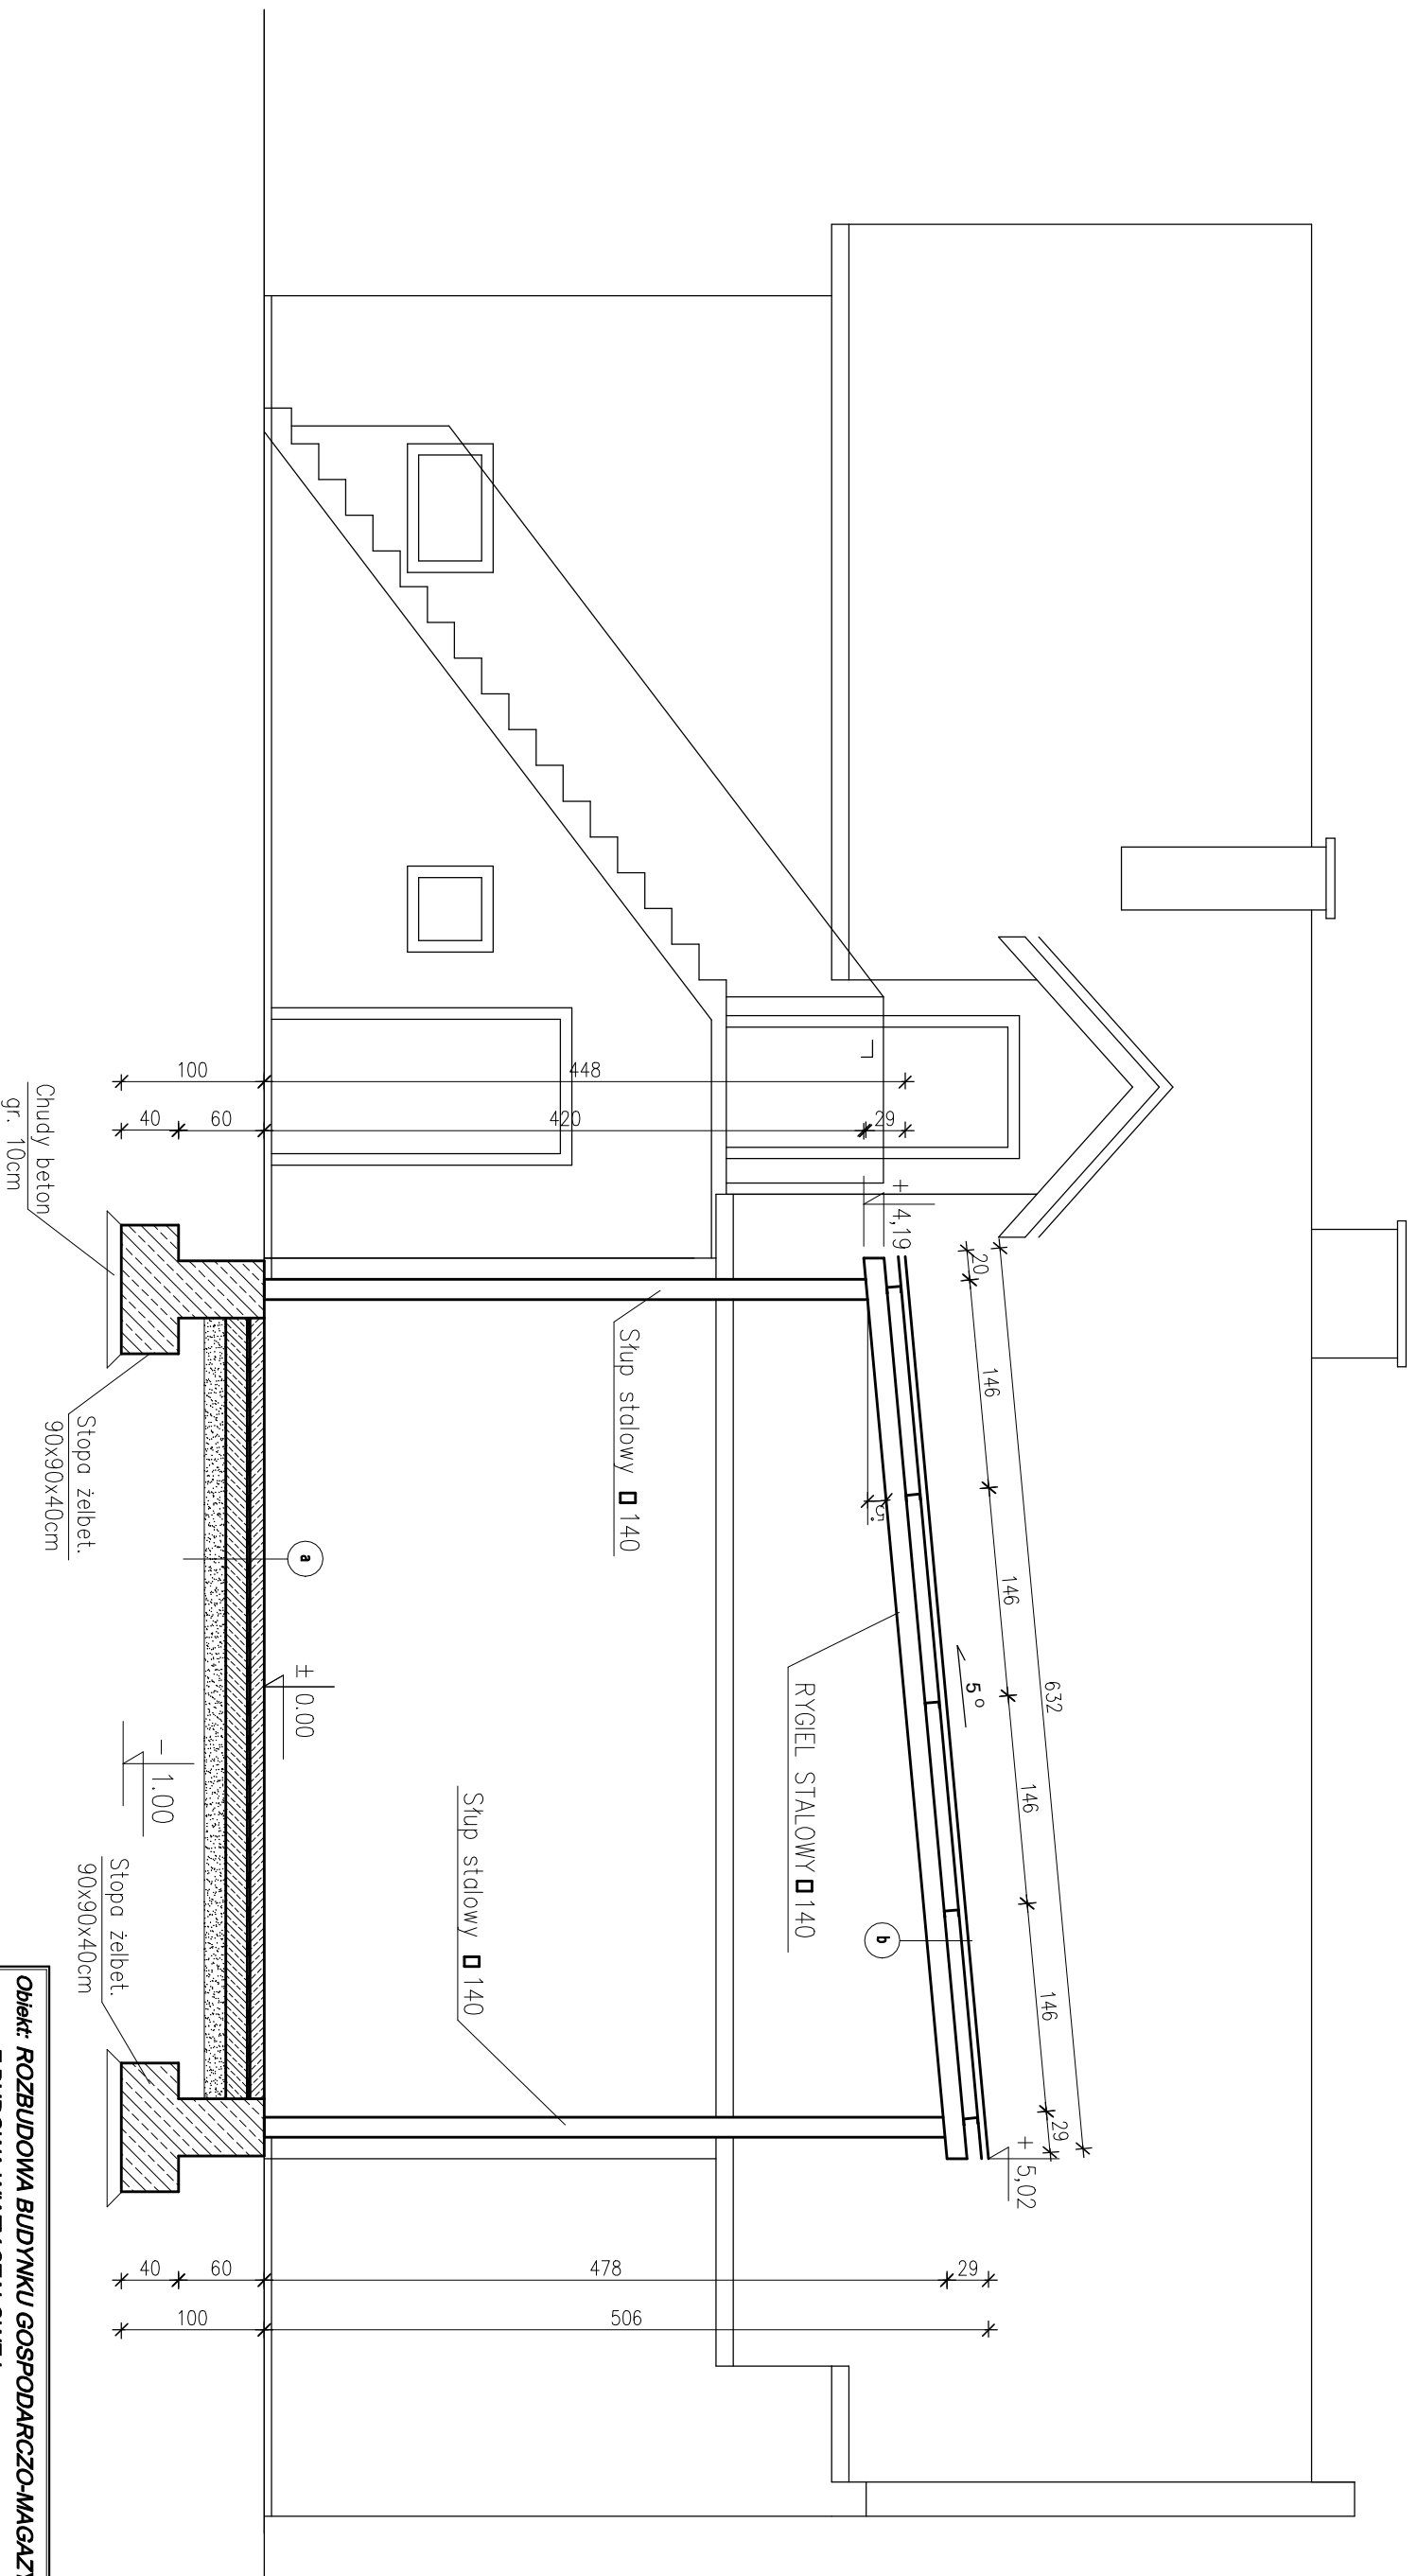 632
20
146
146
146
146
29
5°
+ 4,19
+ 5,02
448
100
29
420
60
40
29
478
60
40
506
100
RYGIEL STALOWY 140
b
Słup stalowy 140
Słup stalowy 140
a
± 0.00
- 1.00
Stopa żelbet.
90x90x40cm
Stopa żelbet.
90x90x40cm
Chudy beton
gr. 10cm
Obiekt: ROZBUDOWA BUDYNKU GOSPODARCZO-MAGAZY